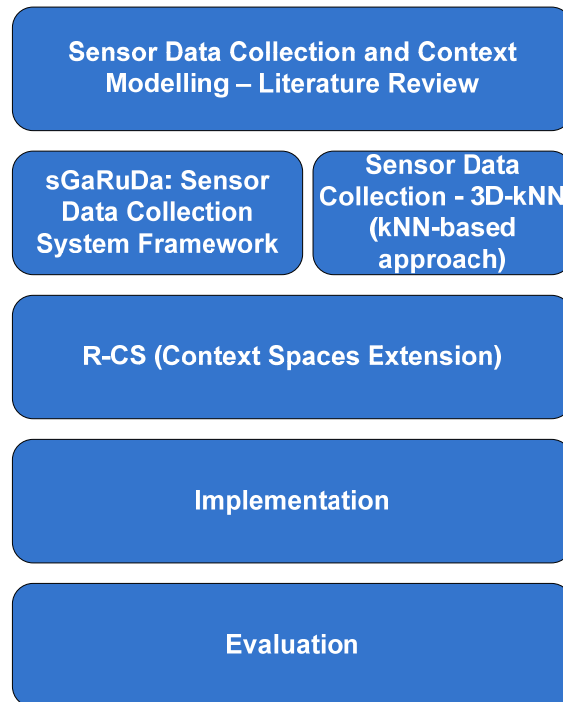 Sensor Data Collection and Context
Modelling – Literature Review
sGaRuDa: Sensor
Data Collection
System Framework
Sensor Data
Collection - 3D-kNN
(kNN-based
approach)
R-CS (Context Spaces Extension)
Implementation
Evaluation